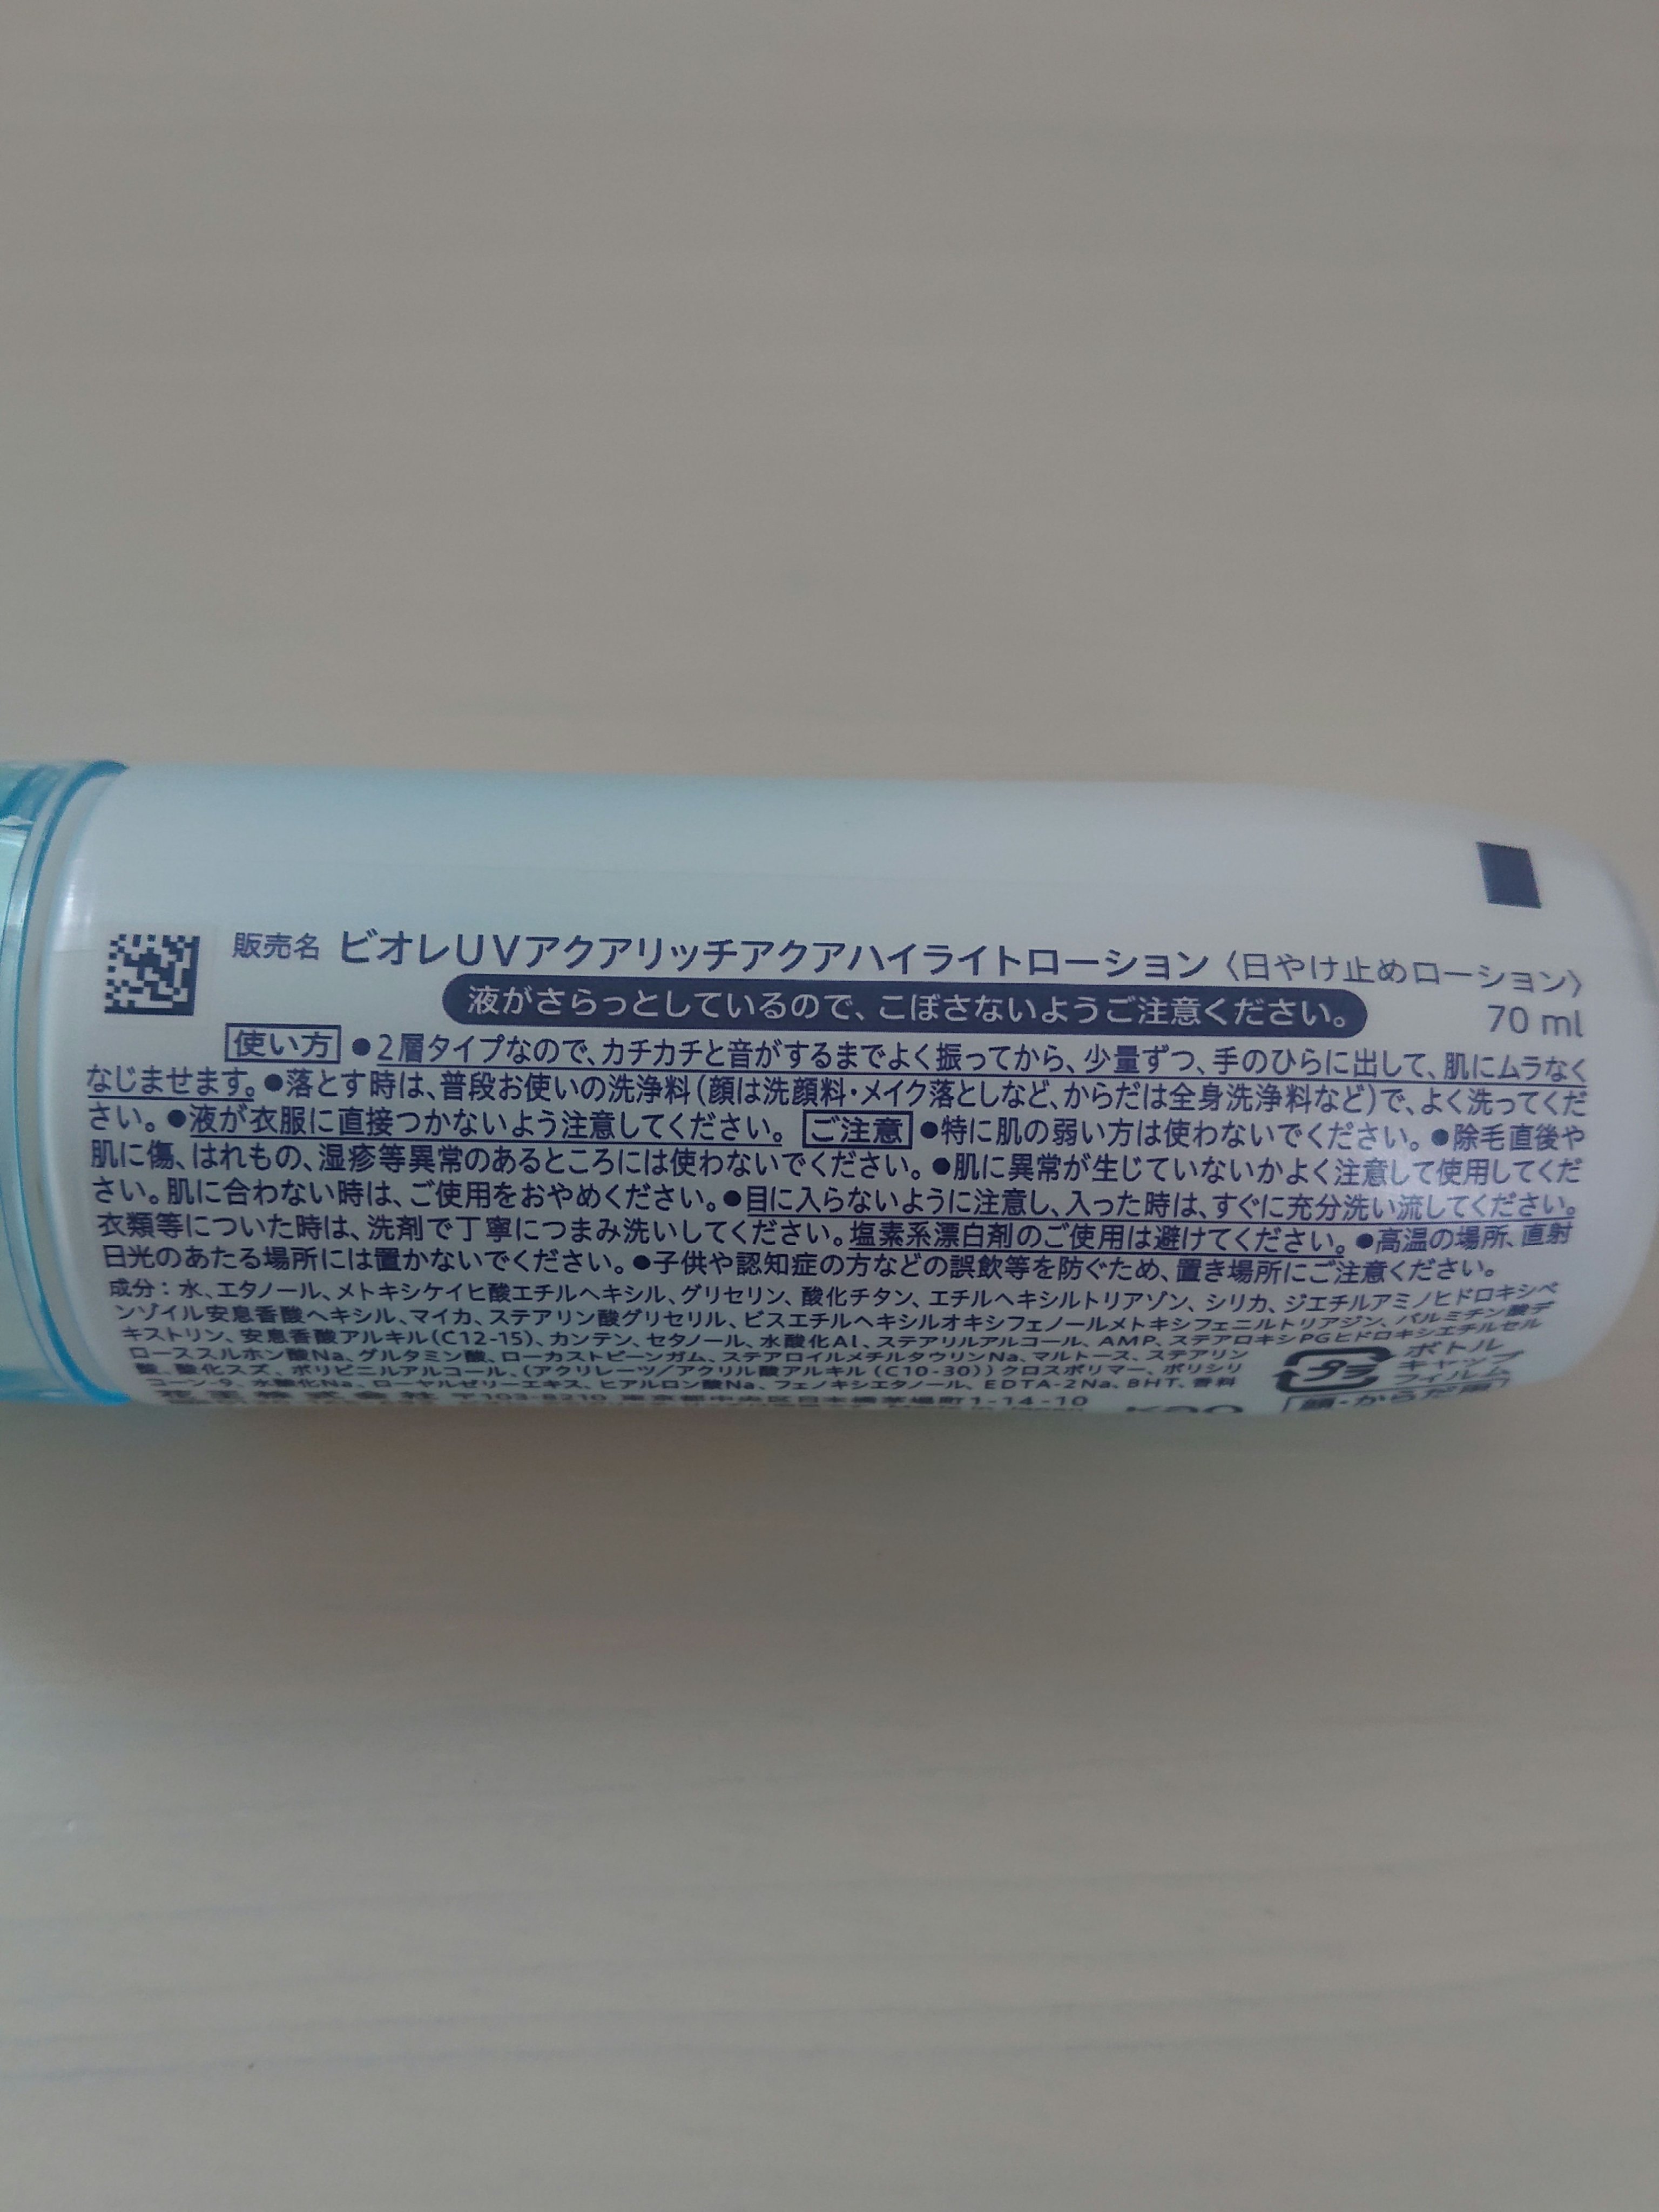 販売名 ビオレUVアクアリッチアクアハイライトローション〈日やけ止めローション〉
液がさらっとしているので、こぼさないようご注意ください。
70 ml
使い方 ●2層タイプなので、カチカチと音がするまでよく振ってから、少量ずつ、手のひらに出して、肌にムラなく
なじませます。●落とす時は、普段お使いの洗浄料(顔は洗顔料・メイク落としなど、からだは全身洗浄料など)で、よく洗ってくだ
さい。●液が衣服に直接つかないよう注意してください。 ご注意 ●特に肌の弱い方は使わないでください。●除毛直後や
肌に傷、はれもの、湿疹等異常のあるところには使わないでください。●肌に異常が生じていないかよく注意して使用してくだ
さい。肌に合わない時は、ご使用をおやめください。●目に入らないように注意し、入った時は、すぐに充分洗い流してください。
衣類等についた時は、洗剤で丁寧につまみ洗いしてください。塩素系漂白剤のご使用は避けてください。●高温の場所、直射
日光のあたる場所には置かないでください。●子供や認知症の方などの誤飲等を防ぐため、置き場所にご注意ください。
成分：水、エタノール、メトキシケイヒ酸エチルヘキシル、グリセリン、酸化チタン、エチルヘキシルトリアゾン、シリカ、ジエチルアミノヒドロキシベ
ンゾイル安息香酸ヘキシル、マイカ、ステアリン酸グリセリル、ビスエチルヘキシルオキシフェノールメトキシフェニルトリアジン、パルミチン酸デ
キストリン、安息香酸アルキル(C12-15)、カンテン、セタノール、水酸化Al、ステアリルアルコール、AMP、ステアロキシPGヒドロキシエチルセル
ローススルホン酸Na、グルタミン酸、ローカストビーンガム、ステアロイルメチルタウリンNa、マルトース、ステアリン
酸、酸化スズ、ポリビニルアルコール、(アクリレーツ/アクリル酸アルキル(C10-30))クロスポリマー、ポリシリ
コーン-9、水酸化Na、ローヤルゼリーエキス、ヒアルロン酸Na、フェノキシエタノール、EDTA-2Na、BHT、香料
プラ
ボトル
キャップ
フィルム
花王株式会社 〒103-8210 東京都中央区日本橋茅場町1-14-10
Kao
「顔・からだ用」